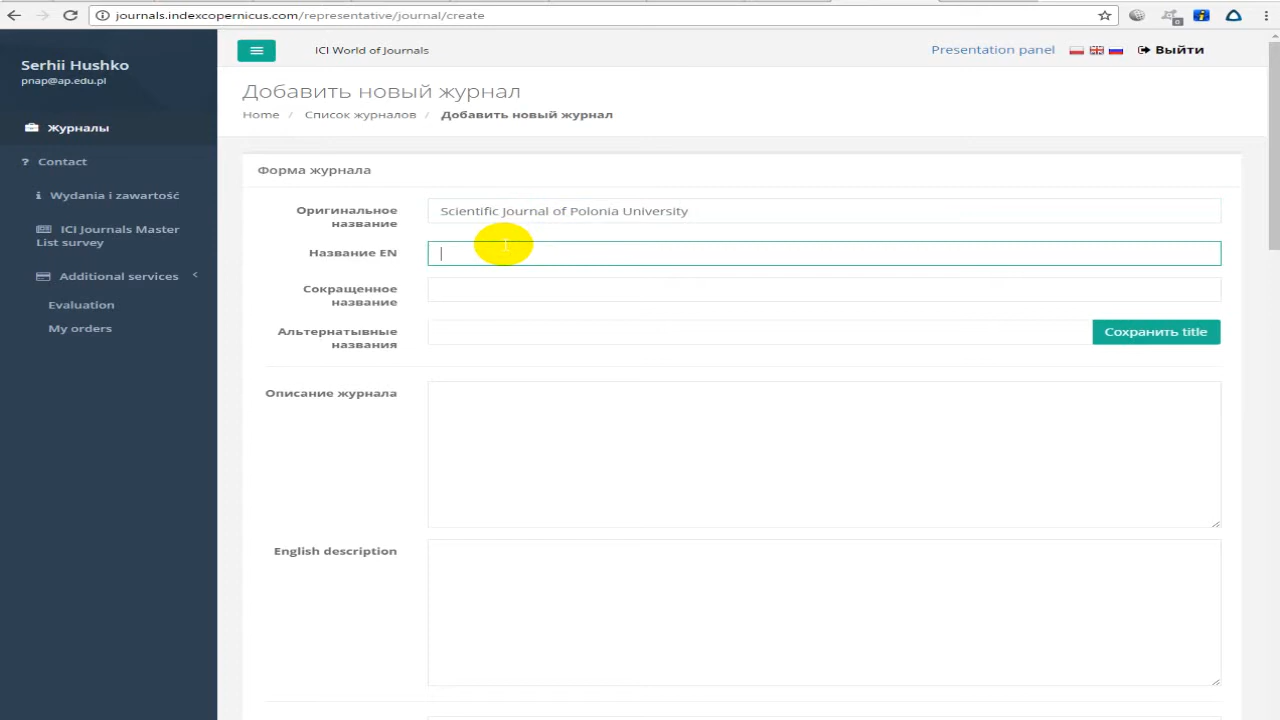 journals.indexcopernicus.com/representative/journal/create
Serhii Hushko
pnap@ap.edu.pl
Журналы
? Contact
Wydania i zawartość
ICI Journals Master
List survey
Additional services
Evaluation
My orders
ICI World of Journals
Presentation panel
Выйти
Добавить новый журнал
Home / Список журналов / Добавить новый журнал
Форма журнала
Оригинальное
название
Scientific Journal of Polonia University
Название EN
Сокращенное
название
Альтернатывные
названия
Сохранить title
Описание журнала
English description